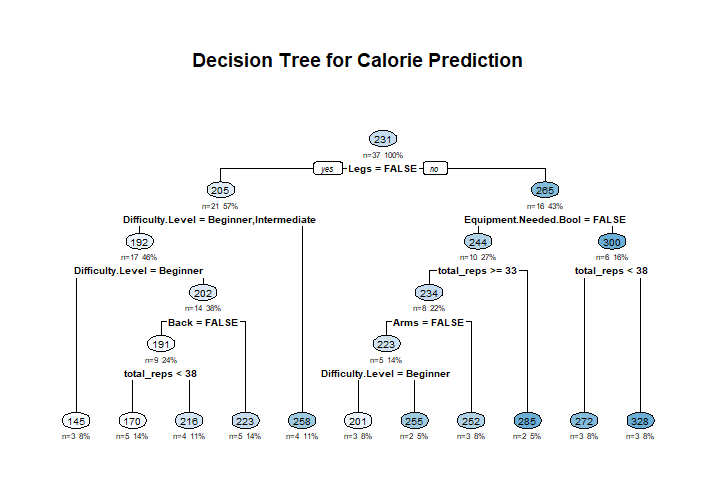 Decision Tree for Calorie Prediction
231
n=37 100%
yes Legs = FALSE no
205 265
n=21 57% n=16 43%
Difficulty.Level = Beginner,Intermediate Equipment.Needed.Bool = FALSE
192 244 300
n=17 46% n=10 27% n=6 16%
Difficulty.Level = Beginner total_reps >= 33 total_reps < 38
202 234
n=14 38% n=8 22%
Back = FALSE Arms = FALSE
191 223
n=9 24% n=5 14%
total_reps < 38 Difficulty.Level = Beginner
145 170 216 223 258 201 255 252 285 272 328
n=3 8% n=5 14% n=4 11% n=5 14% n=4 11% n=3 8% n=2 5% n=3 8% n=2 5% n=3 8% n=3 8%